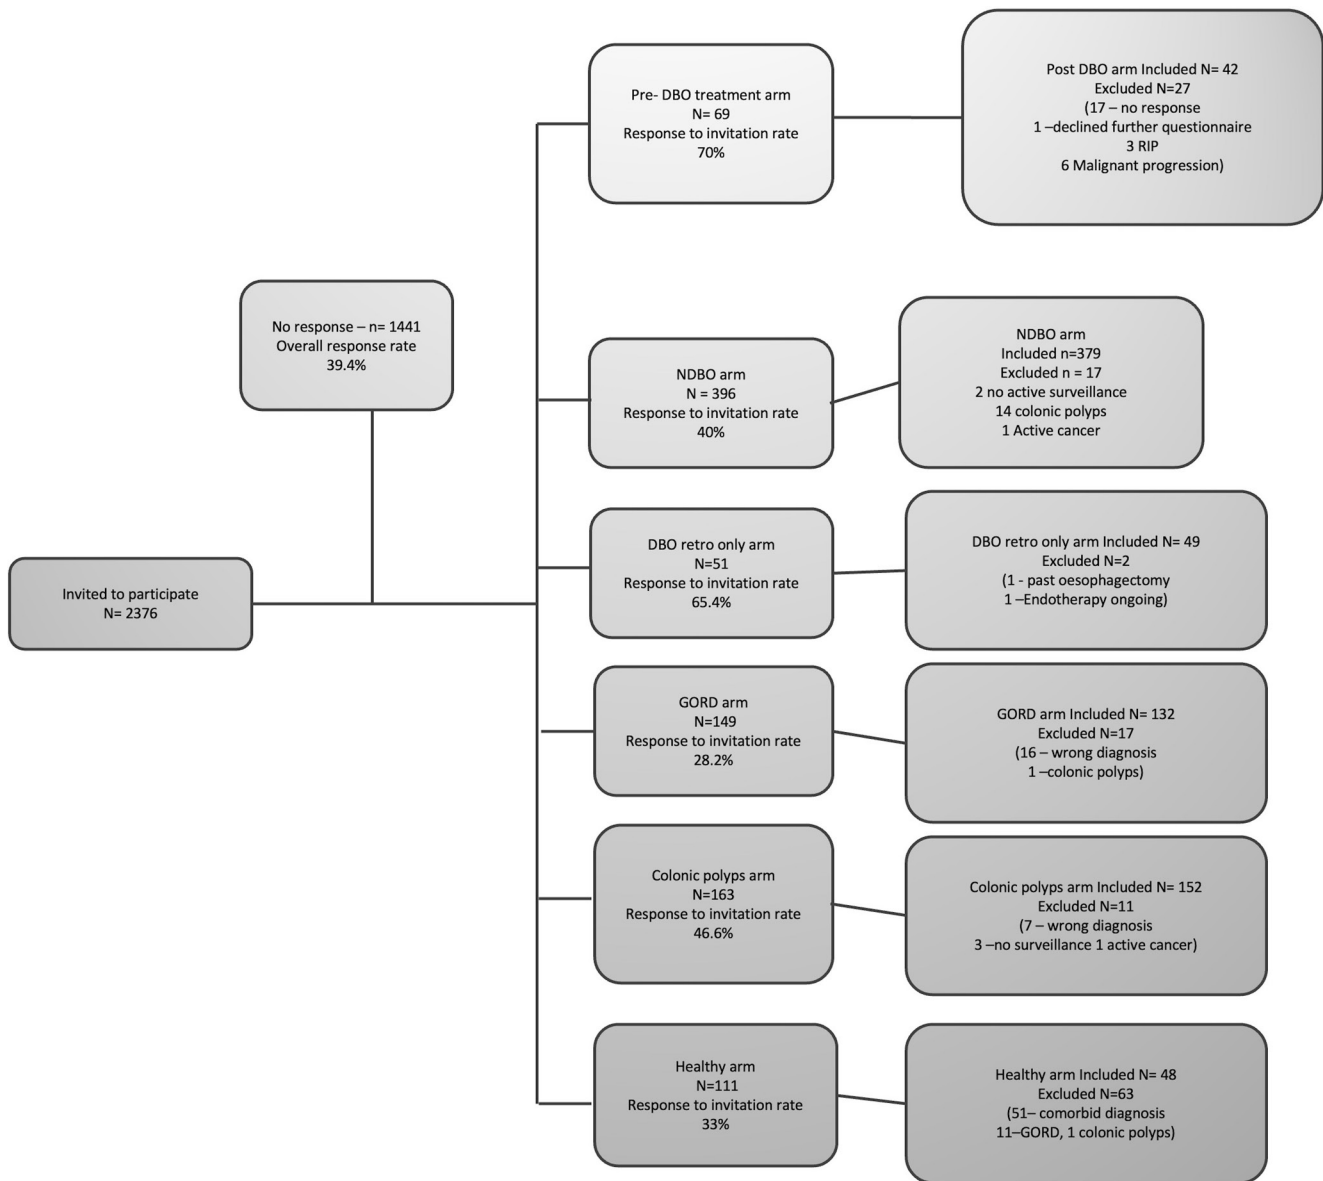 Invited to participate
N= 2376
No response – n= 1441
Overall response rate
39.4%
Pre- DBO treatment arm
N= 69
Response to invitation rate
70%
Post DBO arm Included N= 42
Excluded N=27
(17 – no response
1 –declined further questionnaire
3 RIP
6 Malignant progression)
NDBO arm
N = 396
Response to invitation rate
40%
NDBO arm
Included n=379
Excluded n = 17
2 no active surveillance
14 colonic polyps
1 Active cancer
DBO retro only arm
N=51
Response to invitation rate
65.4%
DBO retro only arm Included N= 49
Excluded N=2
(1 - past oesophagectomy
1 –Endotherapy ongoing)
GORD arm
N=149
Response to invitation rate
28.2%
GORD arm Included N= 132
Excluded N=17
(16 – wrong diagnosis
1 –colonic polyps)
Colonic polyps arm
N=163
Response to invitation rate
46.6%
Colonic polyps arm Included N= 152
Excluded N=11
(7 – wrong diagnosis
3 –no surveillance 1 active cancer)
Healthy arm
N=111
Response to invitation rate
33%
Healthy arm Included N= 48
Excluded N=63
(51– comorbid diagnosis
11–GORD, 1 colonic polyps)